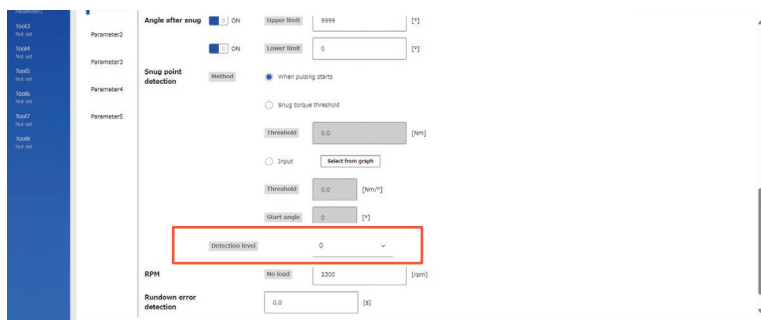 Parameter1
Tool3
Not set
Tool4
Not set
Tool5
Not set
Tool6
Not set
Tool7
Not set
Tool8
Not set
Parameter2
Parameter3
Parameter4
Parameter5
Angle after snug ON Upper limit 9999 [°]
ON Lower limit 0 [°]
Snug point
detection
Method When pulsing starts
Snug torque threshold
Threshold 0.0 [Nm]
Input Select from graph
Threshold 0.0 [Nm/°]
Start angle 0 [°]
Detection level 0
RPM No load 2300 [rpm]
Rundown error
detection
0.0 [s]